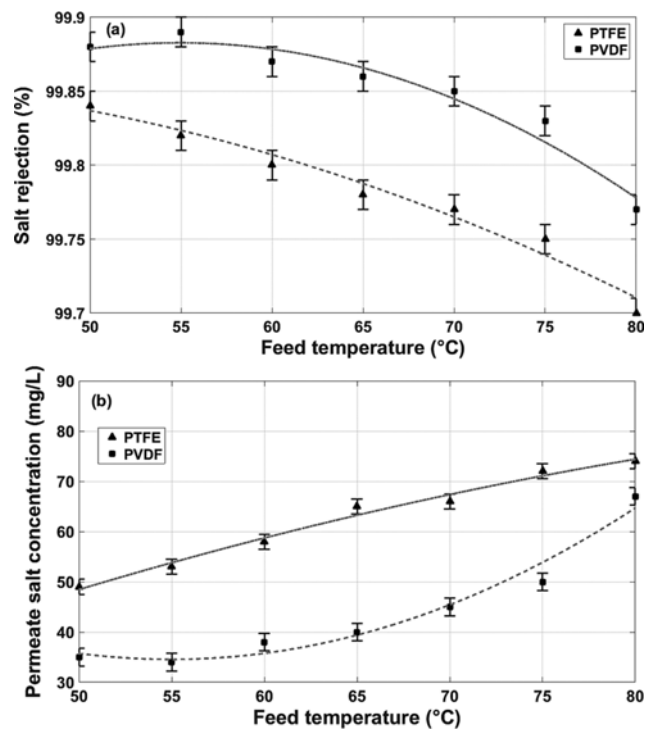 (a)
PTFE
PVDF
99.9
99.85
99.8
99.75
99.7
Salt rejection (%)
50 55 60 65 70 75 80
Feed temperature (°C)
(b)
PTFE
PVDF
90
80
70
60
50
40
30
Permeate salt concentration (mg/L)
50 55 60 65 70 75 80
Feed temperature (°C)